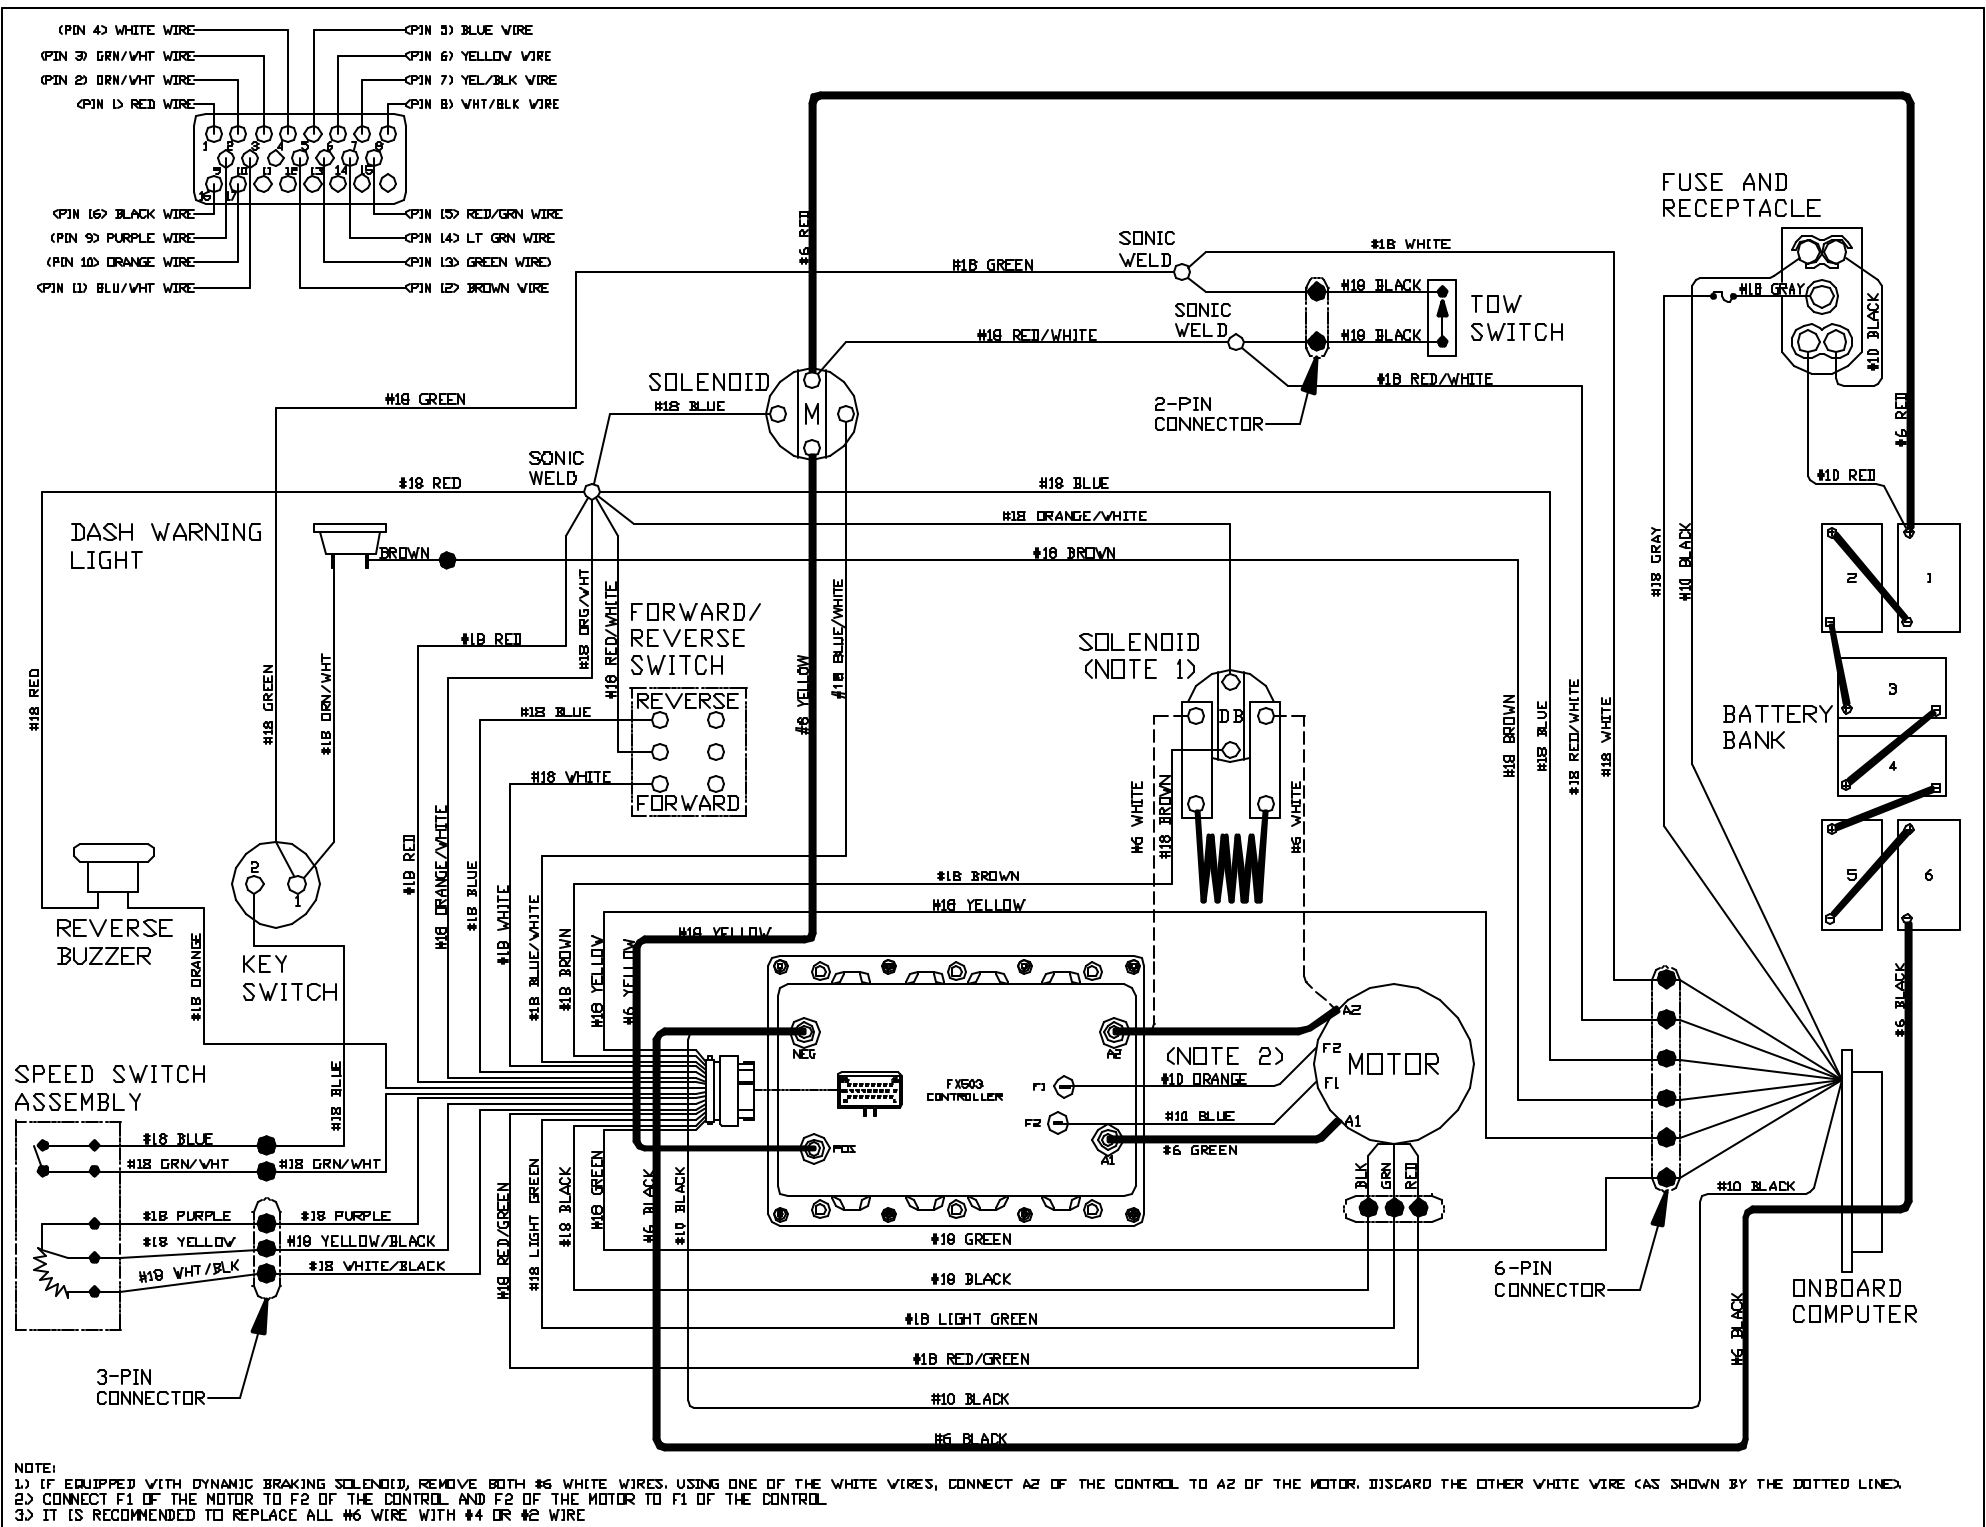 (PIN 4) WHITE WIRE
(PIN 3) GRN/WHT WIRE
(PIN 2) ORN/WHT WIRE
(PIN 1) RED WIRE
(PIN 5) BLUE WIRE
(PIN 6) YELLOW WIRE
(PIN 7) YEL/BLK WIRE
(PIN 8) WHT/BLK WIRE
1 2 3 4 5 6 7 8
9 10 11 12 13 14 15
16 17
(PIN 16) BLACK WIRE
(PIN 9) PURPLE WIRE
(PIN 10) ORANGE WIRE
(PIN 11) BLU/WHT WIRE
(PIN 15) RED/GRN WIRE
(PIN 14) LT GRN WIRE
(PIN 13) GREEN WIRE)
(PIN 12) BROWN WIRE
#6 RED
SONIC
WELD
#18 WHITE
#18 GREEN
#18 BLACK
TOW
SWITCH
SONIC
WELD
#18 RED/WHITE
#18 BLACK
#18 RED/WHITE
2-PIN
CONNECTOR
FUSE AND
RECEPTACLE
#18 GRAY
#10 BLACK
#6 RED
#10 RED
SOLENOID
#18 BLUE
M
#18 GREEN
SONIC
WELD
#18 RED
#18 BLUE
#18 ORANGE/WHITE
#18 BROWN
DASH WARNING
LIGHT
BROWN
#18 RED
#18 ORG/WHT
#18 RED/WHITE
FORWARD/
REVERSE
SWITCH
REVERSE
FORWARD
#18 BLUE
#18 WHITE
#6 YELLOW
#18 BLUE/WHITE
SOLENOID
(NOTE 1)
DB
#6 WHITE
#18 BROWN
#6 WHITE
#18 RED
#18 GREEN
#18 ORN/WHT
#18 GRAY
#10 BLACK
#18 BROWN
#18 BLUE
#18 RED/WHITE
#18 WHITE
BATTERY
BANK
1
2
3
4
5
6
REVERSE
BUZZER
2
1
KEY
SWITCH
#18 ORANGE
#18 BLUE
#18 RED
#18 ORANGE/WHITE
#18 BLUE
#18 WHITE
#18 BLUE/WHITE
#18 BROWN
#18 YELLOW
#6 YELLOW
#18 BROWN
#18 YELLOW
#18 YELLOW
NEG
POS
A2
A1
F1
F2
FX503
CONTROLLER
(NOTE 2)
#10 ORANGE
#10 BLUE
#6 GREEN
A2
F2
F1
A1
MOTOR
BLK
GRN
RED
#6 BLACK
SPEED SWITCH
ASSEMBLY
#18 BLUE
#18 GRN/WHT
#18 GRN/WHT
#18 PURPLE
#18 PURPLE
#18 YELLOW
#18 YELLOW/BLACK
#18 WHT/BLK
#18 WHITE/BLACK
3-PIN
CONNECTOR
#18 RED/GREEN
#18 LIGHT GREEN
#18 BLACK
#18 GREEN
#6 BLACK
#10 BLACK
#18 GREEN
#18 BLACK
#18 LIGHT GREEN
#18 RED/GREEN
#10 BLACK
#6 BLACK
#10 BLACK
6-PIN
CONNECTOR
#6 BLACK
ONBOARD
COMPUTER
NOTE:
1.) IF EQUIPPED WITH DYNAMIC BRAKING SOLENOID, REMOVE BOTH #6 WHITE WIRES. USING ONE OF THE WHITE WIRES, CONNECT A2 OF THE CONTROL TO A2 OF THE MOTOR. DISCARD THE OTHER WHITE WIRE (AS SHOWN BY THE DOTTED LINE).
2.) CONNECT F1 OF THE MOTOR TO F2 OF THE CONTROL AND F2 OF THE MOTOR TO F1 OF THE CONTROL
3.) IT IS RECOMMENDED TO REPLACE ALL #6 WIRE WITH #4 OR #2 WIRE